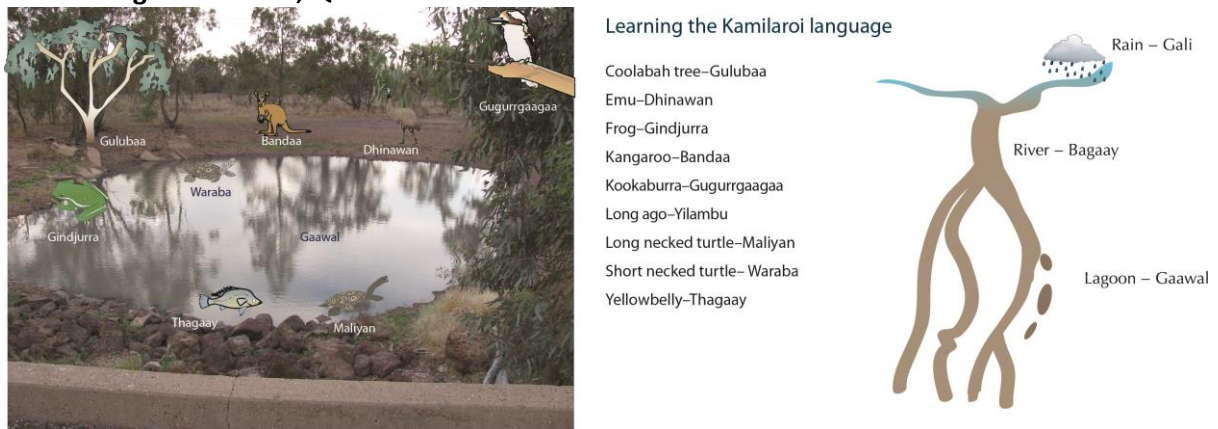 Gulubaa
Bandaa
Dhinawan
Gugurrgaagaa
Waraba
Gindjurra
Gaawal
Thagaay
Maliyan
Learning the Kamilaroi language
Coolabah tree–Gulubaa
Emu–Dhinawan
Frog–Gindjurra
Kangaroo–Bandaa
Kookaburra–Gugurrgaagaa
Long ago–Yilambu
Long necked turtle–Maliyan
Short necked turtle– Waraba
Yellowbelly–Thagaay
Rain – Gali
River – Bagaay
Lagoon – Gaawal